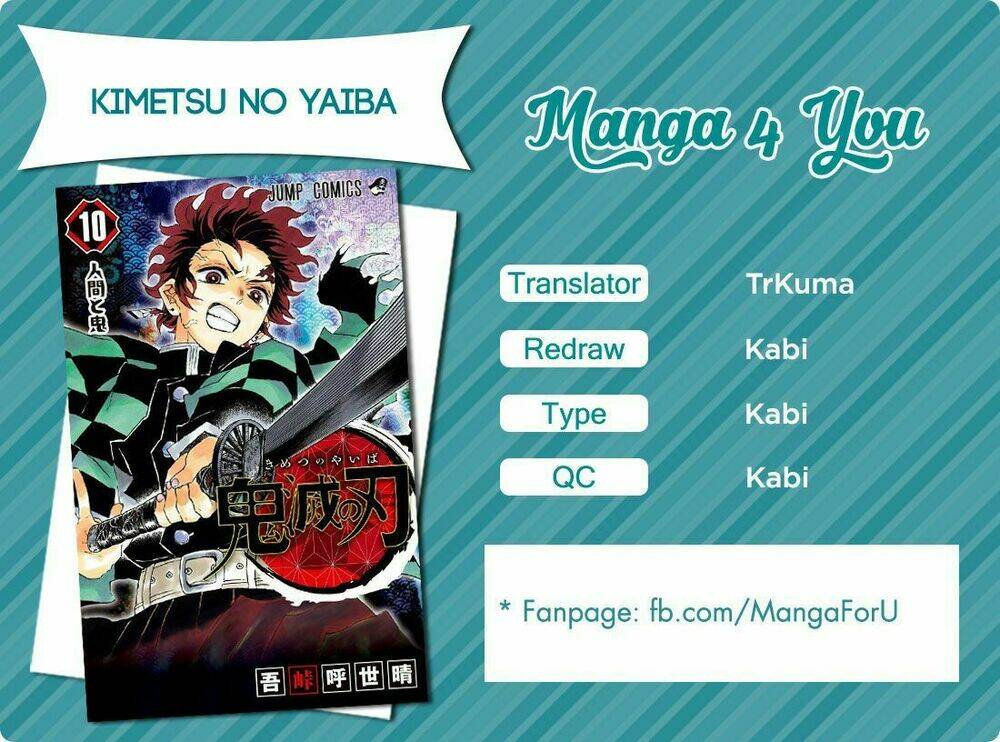 KIMETSU NO YAIBA
JUMP COMICS
10
人間と鬼
きめつのやいば
鬼滅の刃
吾峠呼世晴
Manga 4 You
Translator TrKuma
Redraw Kabi
Type Kabi
QC Kabi
* Fanpage: fb.com/MangaForU